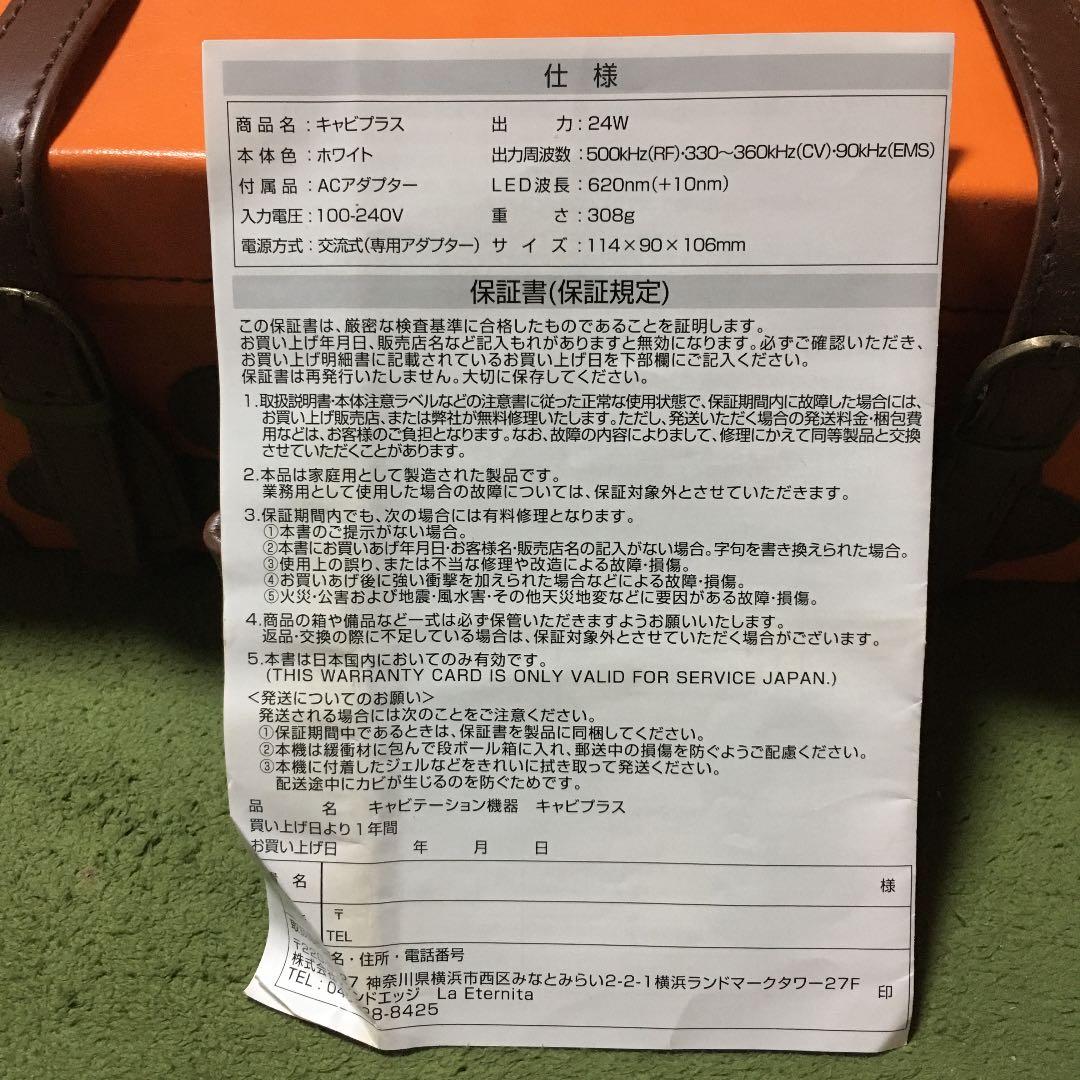 仕様
商品名：キャビプラス 出力：24W
本体色：ホワイト 出力周波数：500kHz(RF)・330～360kHz(CV)・90kHz(EMS)
付属品：ACアダプター LED波長：620nm(+10nm)
入力電圧：100-240V 重さ：308g
電源方式：交流式(専用アダプター) サイズ：114×90×106mm
保証書(保証規定)
この保証書は、厳密な検査基準に合格したものであることを証明します。
お買い上げ年月日、販売店名など記入もれがありますと無効になります。必ずご確認いただき、
お買い上げ明細書に記載されているお買い上げ日を下部欄にご記入ください。
保証書は再発行いたしません。大切に保存してください。
1.取扱説明書・本体注意ラベルなどの注意書に従った正常な使用状態で、保証期間内に故障した場合には、
お買い上げ販売店、または弊社が無料修理いたします。ただし、発送いただく場合の発送料金・梱包費
用などは、お客様のご負担となります。なお、故障の内容によりまして、修理にかえて同等製品と交換
させていただくことがあります。
2.本品は家庭用として製造された製品です。
業務用として使用した場合の故障については、保証対象外とさせていただきます。
3.保証期間内でも、次の場合には有料修理となります。
①本書のご提示がない場合。
②本書にお買いあげ年月日・お客様名・販売店名の記入がない場合。字句を書き換えられた場合。
③使用上の誤り、または不当な修理や改造による故障・損傷。
④お買いあげ後に強い衝撃を加えられた場合などによる故障・損傷。
⑤火災・公害および地震・風水害・その他天災地変などに要因がある故障・損傷。
4.商品の箱や備品など一式は必ず保管いただきますようお願いいたします。
返品・交換の際に不足している場合は、保証対象外とさせていただく場合がございます。
5.本書は日本国内においてのみ有効です。
(THIS WARRANTY CARD IS ONLY VALID FOR SERVICE JAPAN.)
<発送についてのお願い>
発送される場合には次のことをご注意ください。
①保証期間中であるときは、保証書を製品に同梱してください。
②本機は緩衝材に包んで段ボール箱に入れ、郵送中の損傷を防ぐようご配慮ください。
③本機に付着したジェルなどをきれいに拭き取って発送ください。
配送途中にカビが生じるのを防ぐためです。
品名 キャビテーション機器 キャビプラス
買い上げ日より1年間
お買い上げ日 年 月 日
名 様
〒
TEL
名・住所・電話番号
〒22 7 神奈川県横浜市西区みなとみらい2-2-1横浜ランドマークタワー27F
株式会 ンドエッジ La Eternita 印
TEL:04 8-8425